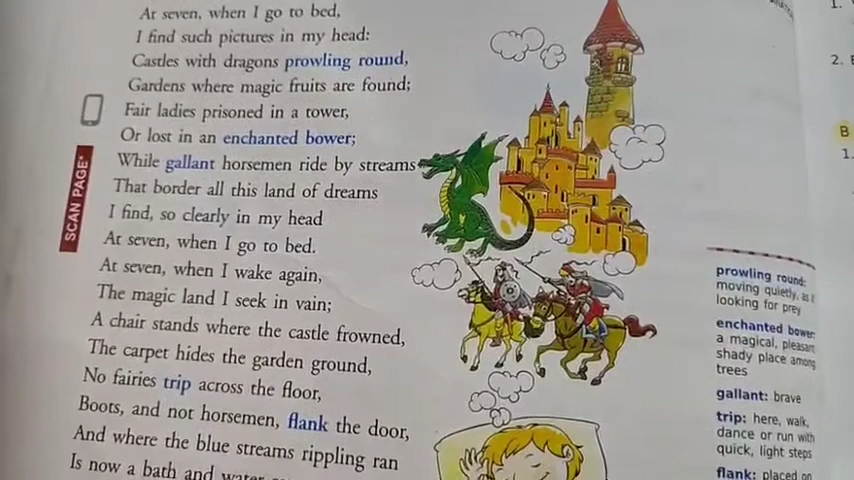 At seven, when I go to bed,
I find such pictures in my head:
Castles with dragons prowling round,
Gardens where magic fruits are found;
Fair ladies prisoned in a tower,
Or lost in an enchanted bower;
While gallant horsemen ride by streams
That border all this land of dreams
I find, so clearly in my head
At seven, when I go to bed.
At seven, when I wake again,
The magic land I seek in vain;
A chair stands where the castle frowned,
The carpet hides the garden ground,
No fairies trip across the floor,
Boots, and not horsemen, flank the door,
And where the blue streams rippling ran
Is now a bath and water
SCAN PAGE*
prowling round:
moving quietly, as i
looking for prey
enchanted bower:
a magical, pleasant
shady place among
trees
gallant: brave
trip: here, walk,
dance or run with
quick, light steps
flank: placed on
1.
2.
B
1.